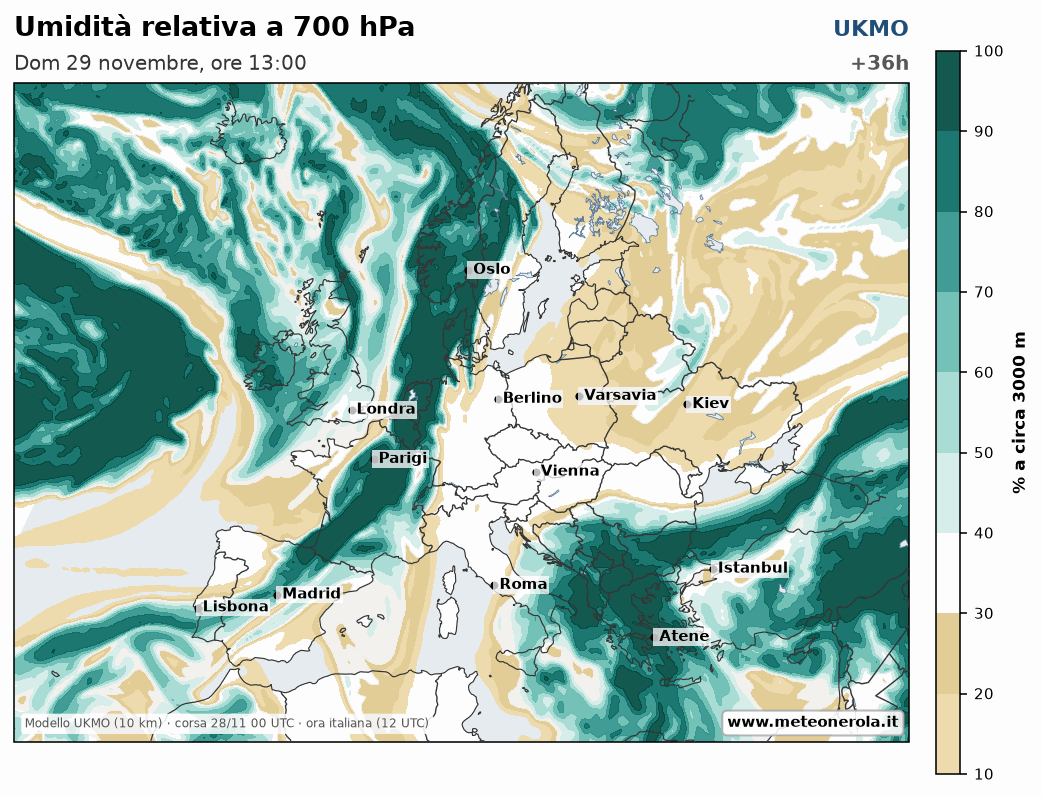 Umidità relativa a 700 hPa
UKMO
Dom 29 novembre, ore 13:00
+36h
100
90
80
70
60
50
40
30
20
10
% a circa 3000 m
Oslo
Londra
Berlino
Varsavia
Kiev
Parigi
Vienna
Istanbul
Roma
Madrid
Lisbona
Atene
Modello UKMO (10 km) · corsa 28/11 00 UTC · ora italiana (12 UTC)
www.meteonerola.it